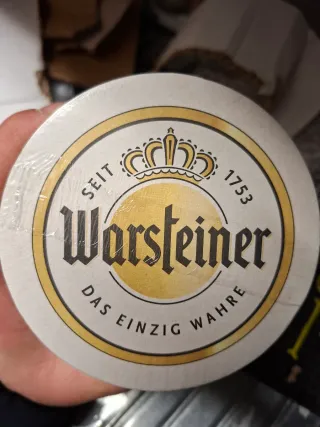 SEIT 1753
Warsteiner
DAS EINZIG WAHRE